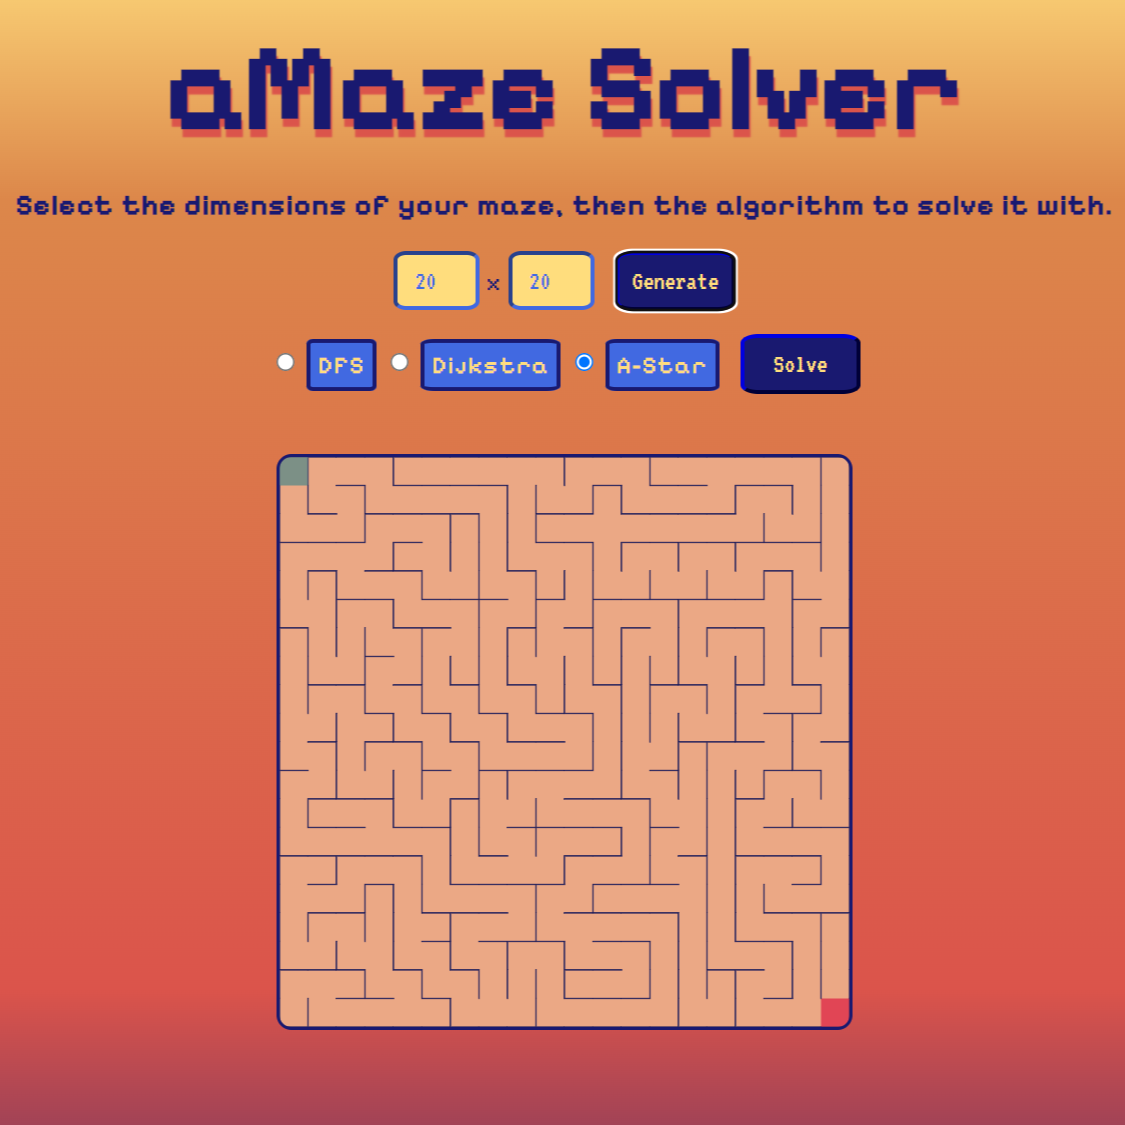 aMaze Solver
Select the dimensions of your maze, then the algorithm to solve it with.
20 x 20 Generate
DFS Dijkstra A-Star Solve